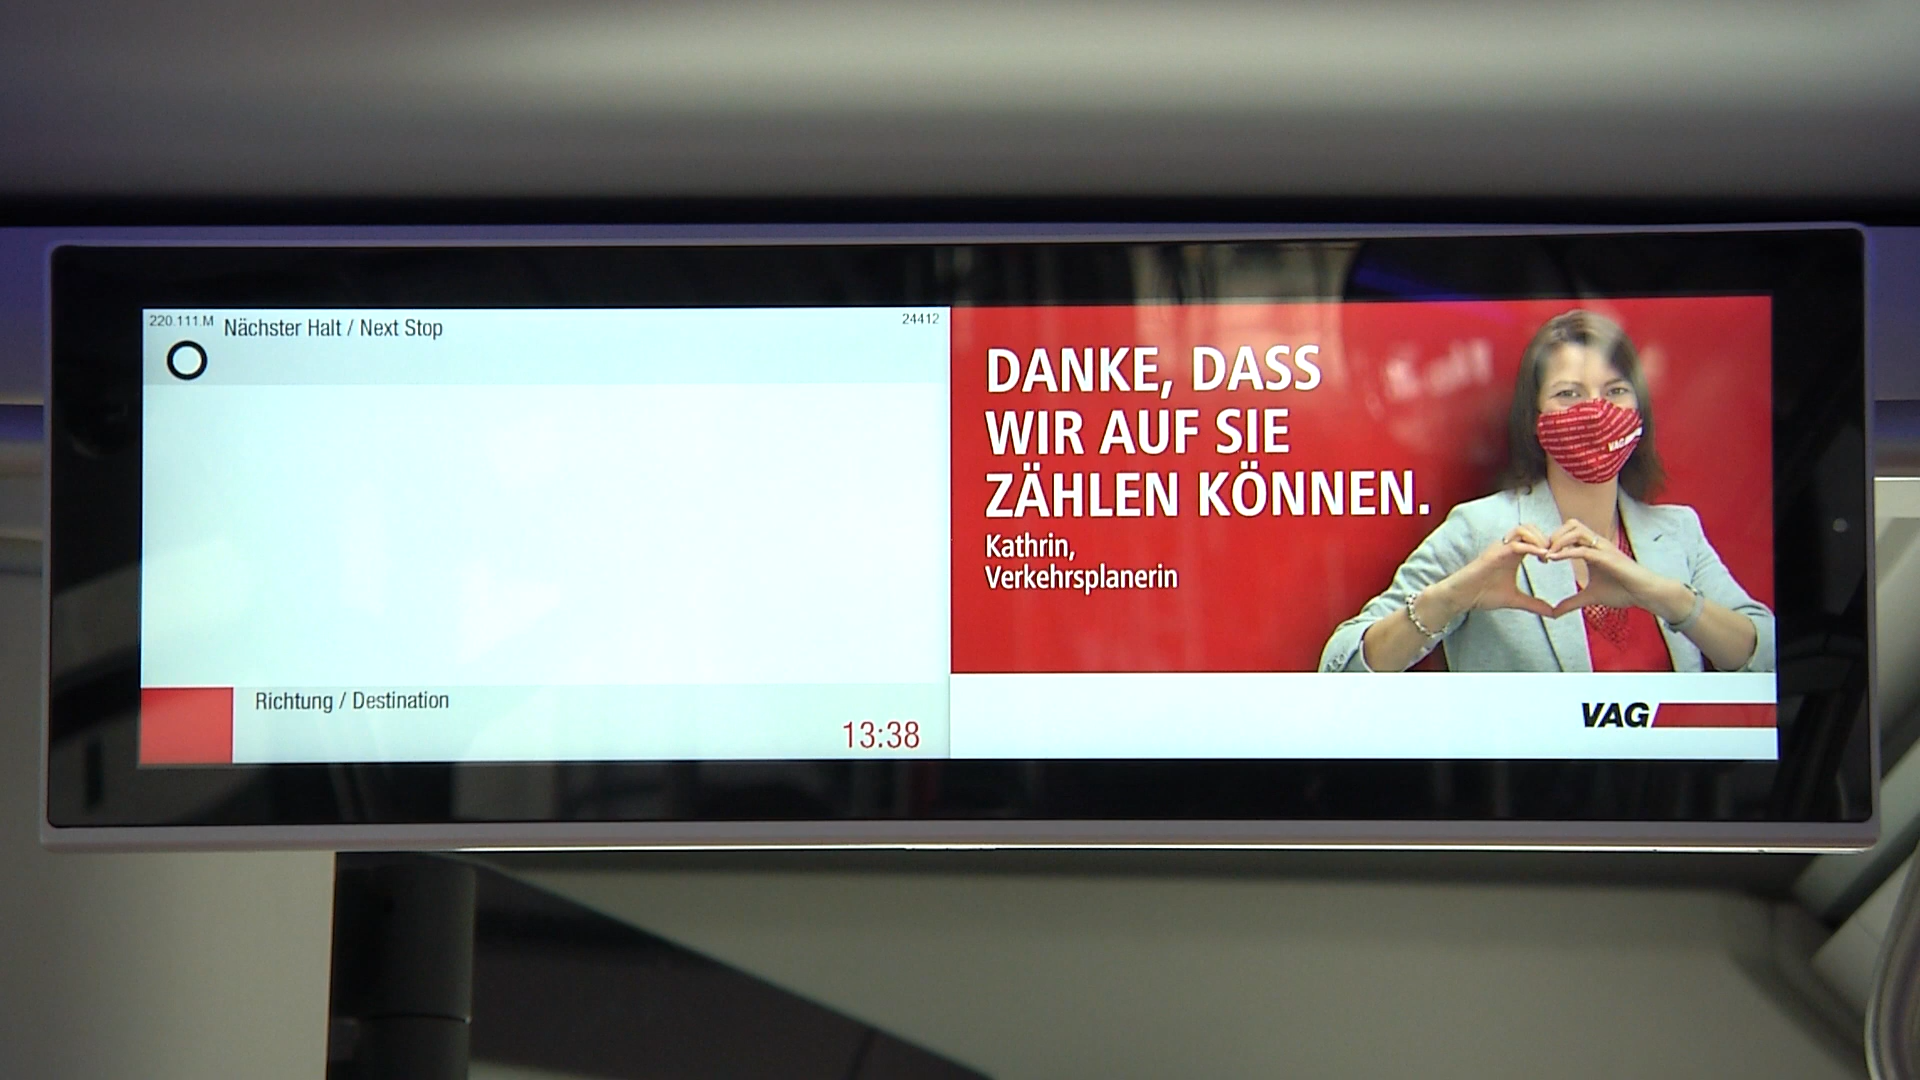 220.111.M
Nächster Halt / Next Stop
24412
Richtung / Destination
13:38
DANKE, DASS
WIR AUF SIE
ZÄHLEN KÖNNEN.
Kathrin,
Verkehrsplanerin
VAG
VAG